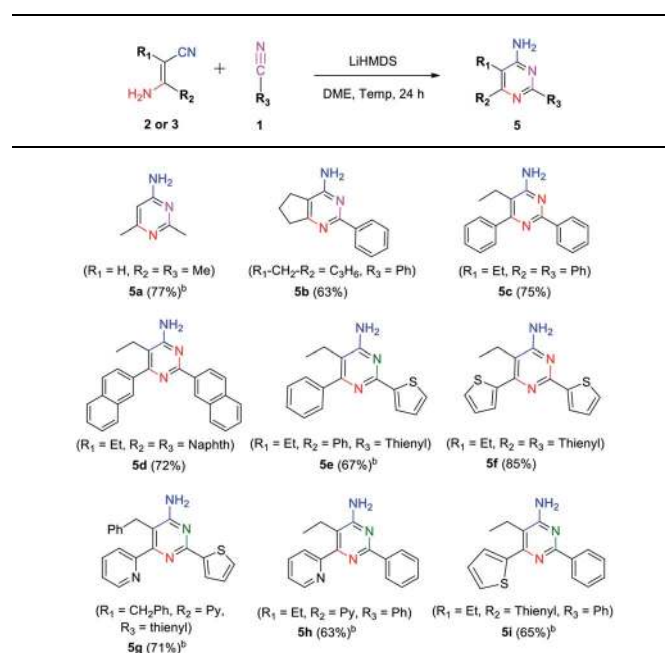 R1 CN
H2N R2
2 or 3
+
N
R3
1
LiHMDS
DME, Temp, 24 h
NH2
R1 N
R2 N R3
5
NH2
N
N
(R1 = H, R2 = R3 = Me)
5a (77%)b
NH2
N
N
(R1-CH2-R2 = C3H6, R3 = Ph)
5b (63%)
NH2
N
N
(R1 = Et, R2 = R3 = Ph)
5c (75%)
NH2
N
N
(R1 = Et, R2 = R3 = Naphth)
5d (72%)
NH2
N
N S
(R1 = Et, R2 = Ph, R3 = Thienyl)
5e (67%)b
NH2
N
S N S
(R1 = Et, R2 = R3 = Thienyl)
5f (85%)
NH2
Ph N
N S
N
(R1 = CH2Ph, R2 = Py,
R3 = thienyl)
5g (71%)b
NH2
N
N
N
(R1 = Et, R2 = Py, R3 = Ph)
5h (63%)b
NH2
N
N
S
(R1 = Et, R2 = Thienyl, R3 = Ph)
5i (65%)b